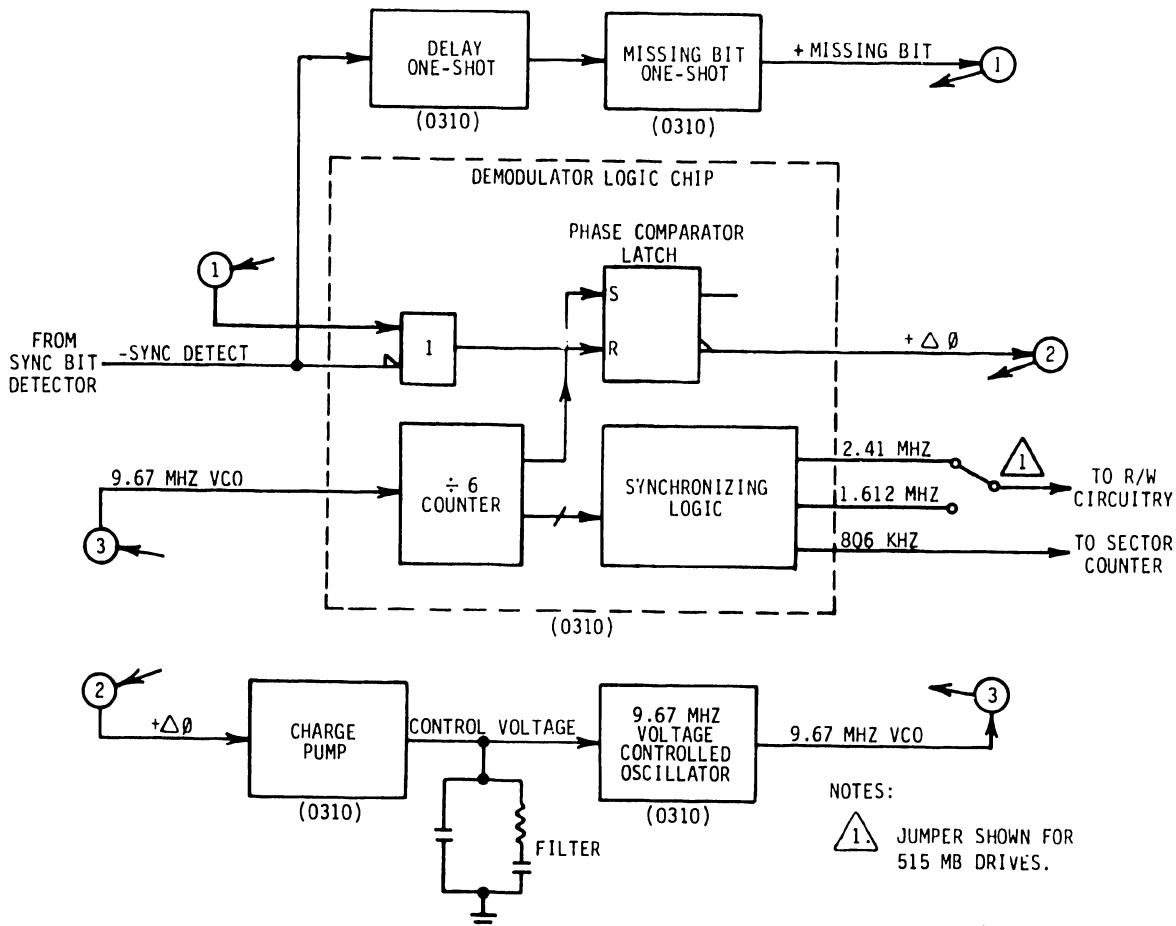 DELAY
ONE-SHOT
(0310)
MISSING BIT
ONE-SHOT
(0310)
+ MISSING BIT
1
DEMODULATOR LOGIC CHIP
PHASE COMPARATOR
LATCH
1
S
R
1
FROM
SYNC BIT
DETECTOR
-SYNC DETECT
+ △ Ø
2
9.67 MHZ VCO
3
÷ 6
COUNTER
SYNCHRONIZING
LOGIC
2.41 MHZ
1
TO R/W
CIRCUITRY
1.612 MHZ
806 KHZ
TO SECTOR
COUNTER
(0310)
2
+△Ø
CHARGE
PUMP
(0310)
CONTROL VOLTAGE
9.67 MHZ
VOLTAGE
CONTROLLED
OSCILLATOR
(0310)
9.67 MHZ VCO
3
FILTER
NOTES:
1. JUMPER SHOWN FOR
515 MB DRIVES.